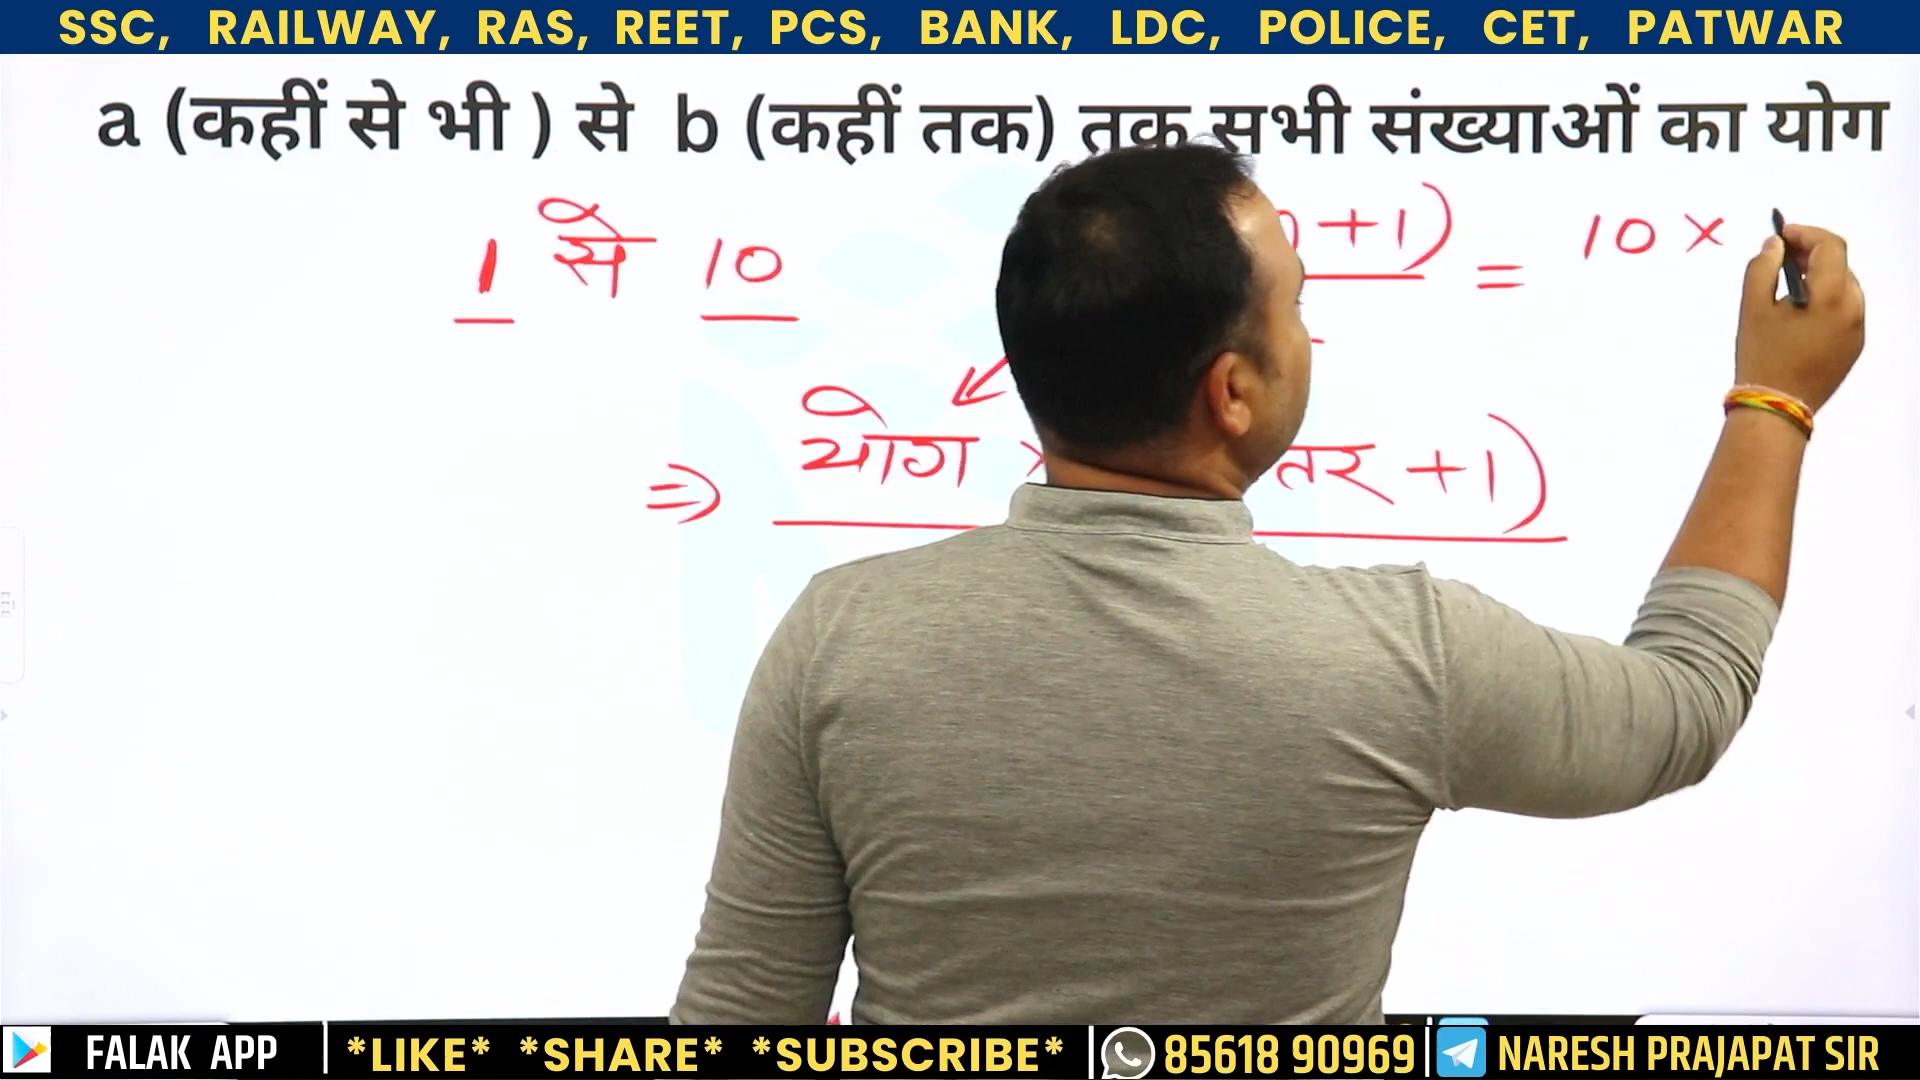 SSC, RAILWAY, RAS, REET, PCS, BANK, LDC, POLICE, CET, PATWAR
a (कहीं से भी ) से b (कहीं तक) तक सभी संख्याओं का योग
1 से 10
+1) = 10 ×
⇒ योग तर +1)
FALAK APP *LIKE* *SHARE* *SUBSCRIBE* 85618 90969 NARESH PRAJAPAT SIR